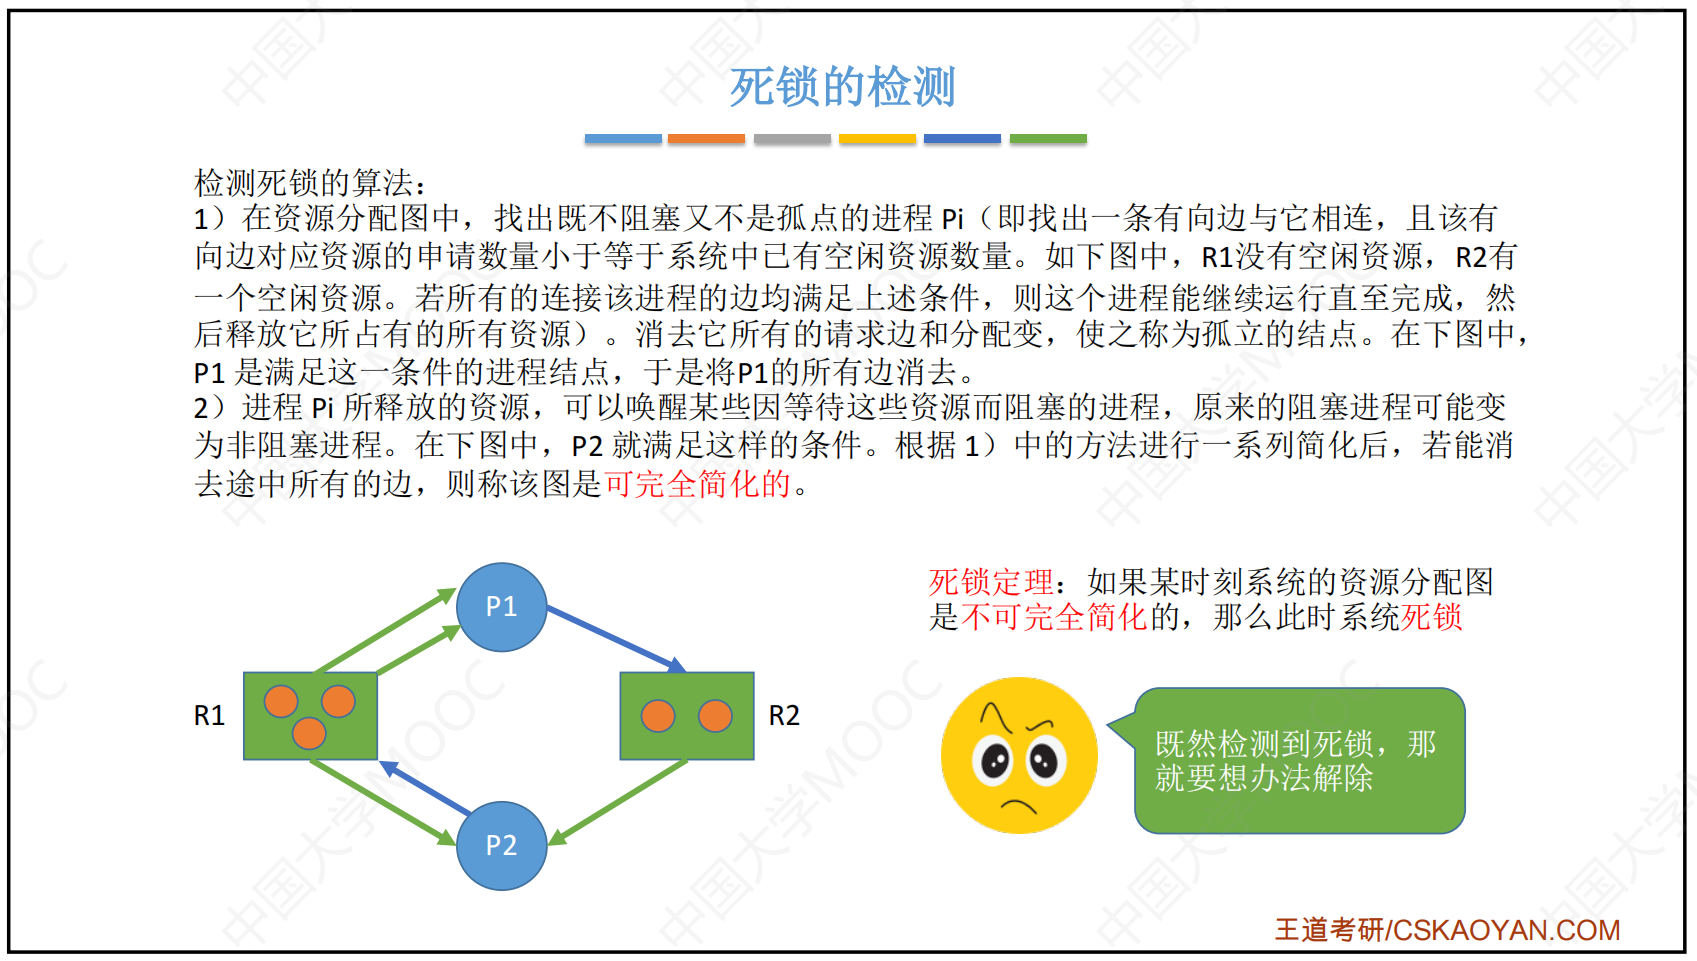 死锁的检测
检测死锁的算法：
1）在资源分配图中，找出既不阻塞又不是孤点的进程 Pi（即找出一条有向边与它相连，且该有
向边对应资源的申请数量小于等于系统中已有空闲资源数量。如下图中，R1没有空闲资源，R2有
一个空闲资源。若所有的连接该进程的边均满足上述条件，则这个进程能继续运行直至完成，然
后释放它所占有的所有资源）。消去它所有的请求边和分配变，使之称为孤立的结点。在下图中，
P1 是满足这一条件的进程结点，于是将P1的所有边消去。
2）进程 Pi 所释放的资源，可以唤醒某些因等待这些资源而阻塞的进程，原来的阻塞进程可能变
为非阻塞进程。在下图中，P2 就满足这样的条件。根据 1）中的方法进行一系列简化后，若能消
去途中所有的边，则称该图是可完全简化的。
死锁定理：如果某时刻系统的资源分配图
是不可完全简化的，那么此时系统死锁
P1
R1
R2
P2
既然检测到死锁，那
就要想办法解除
王道考研/CSKAOYAN.COM
中国大学MOOC